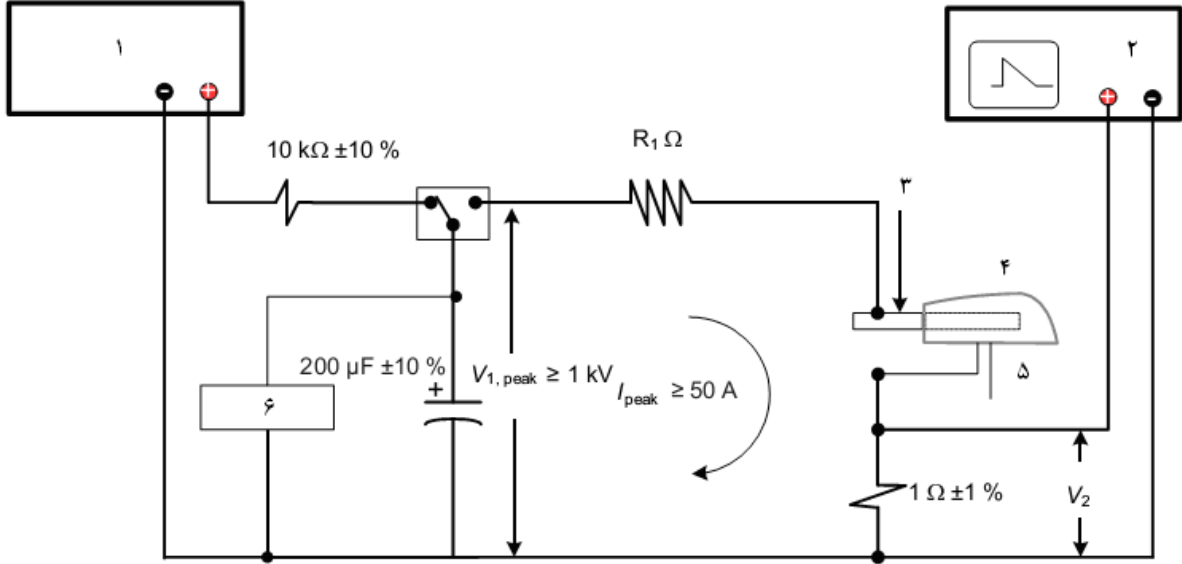 ۱
۲
10 kΩ ±10 %
R₁ Ω
۳
۴
200 µF ±10 %
+
V₁, peak ≥ 1 kV
I peak ≥ 50 A
۵
۶
1 Ω ±1 %
V₂